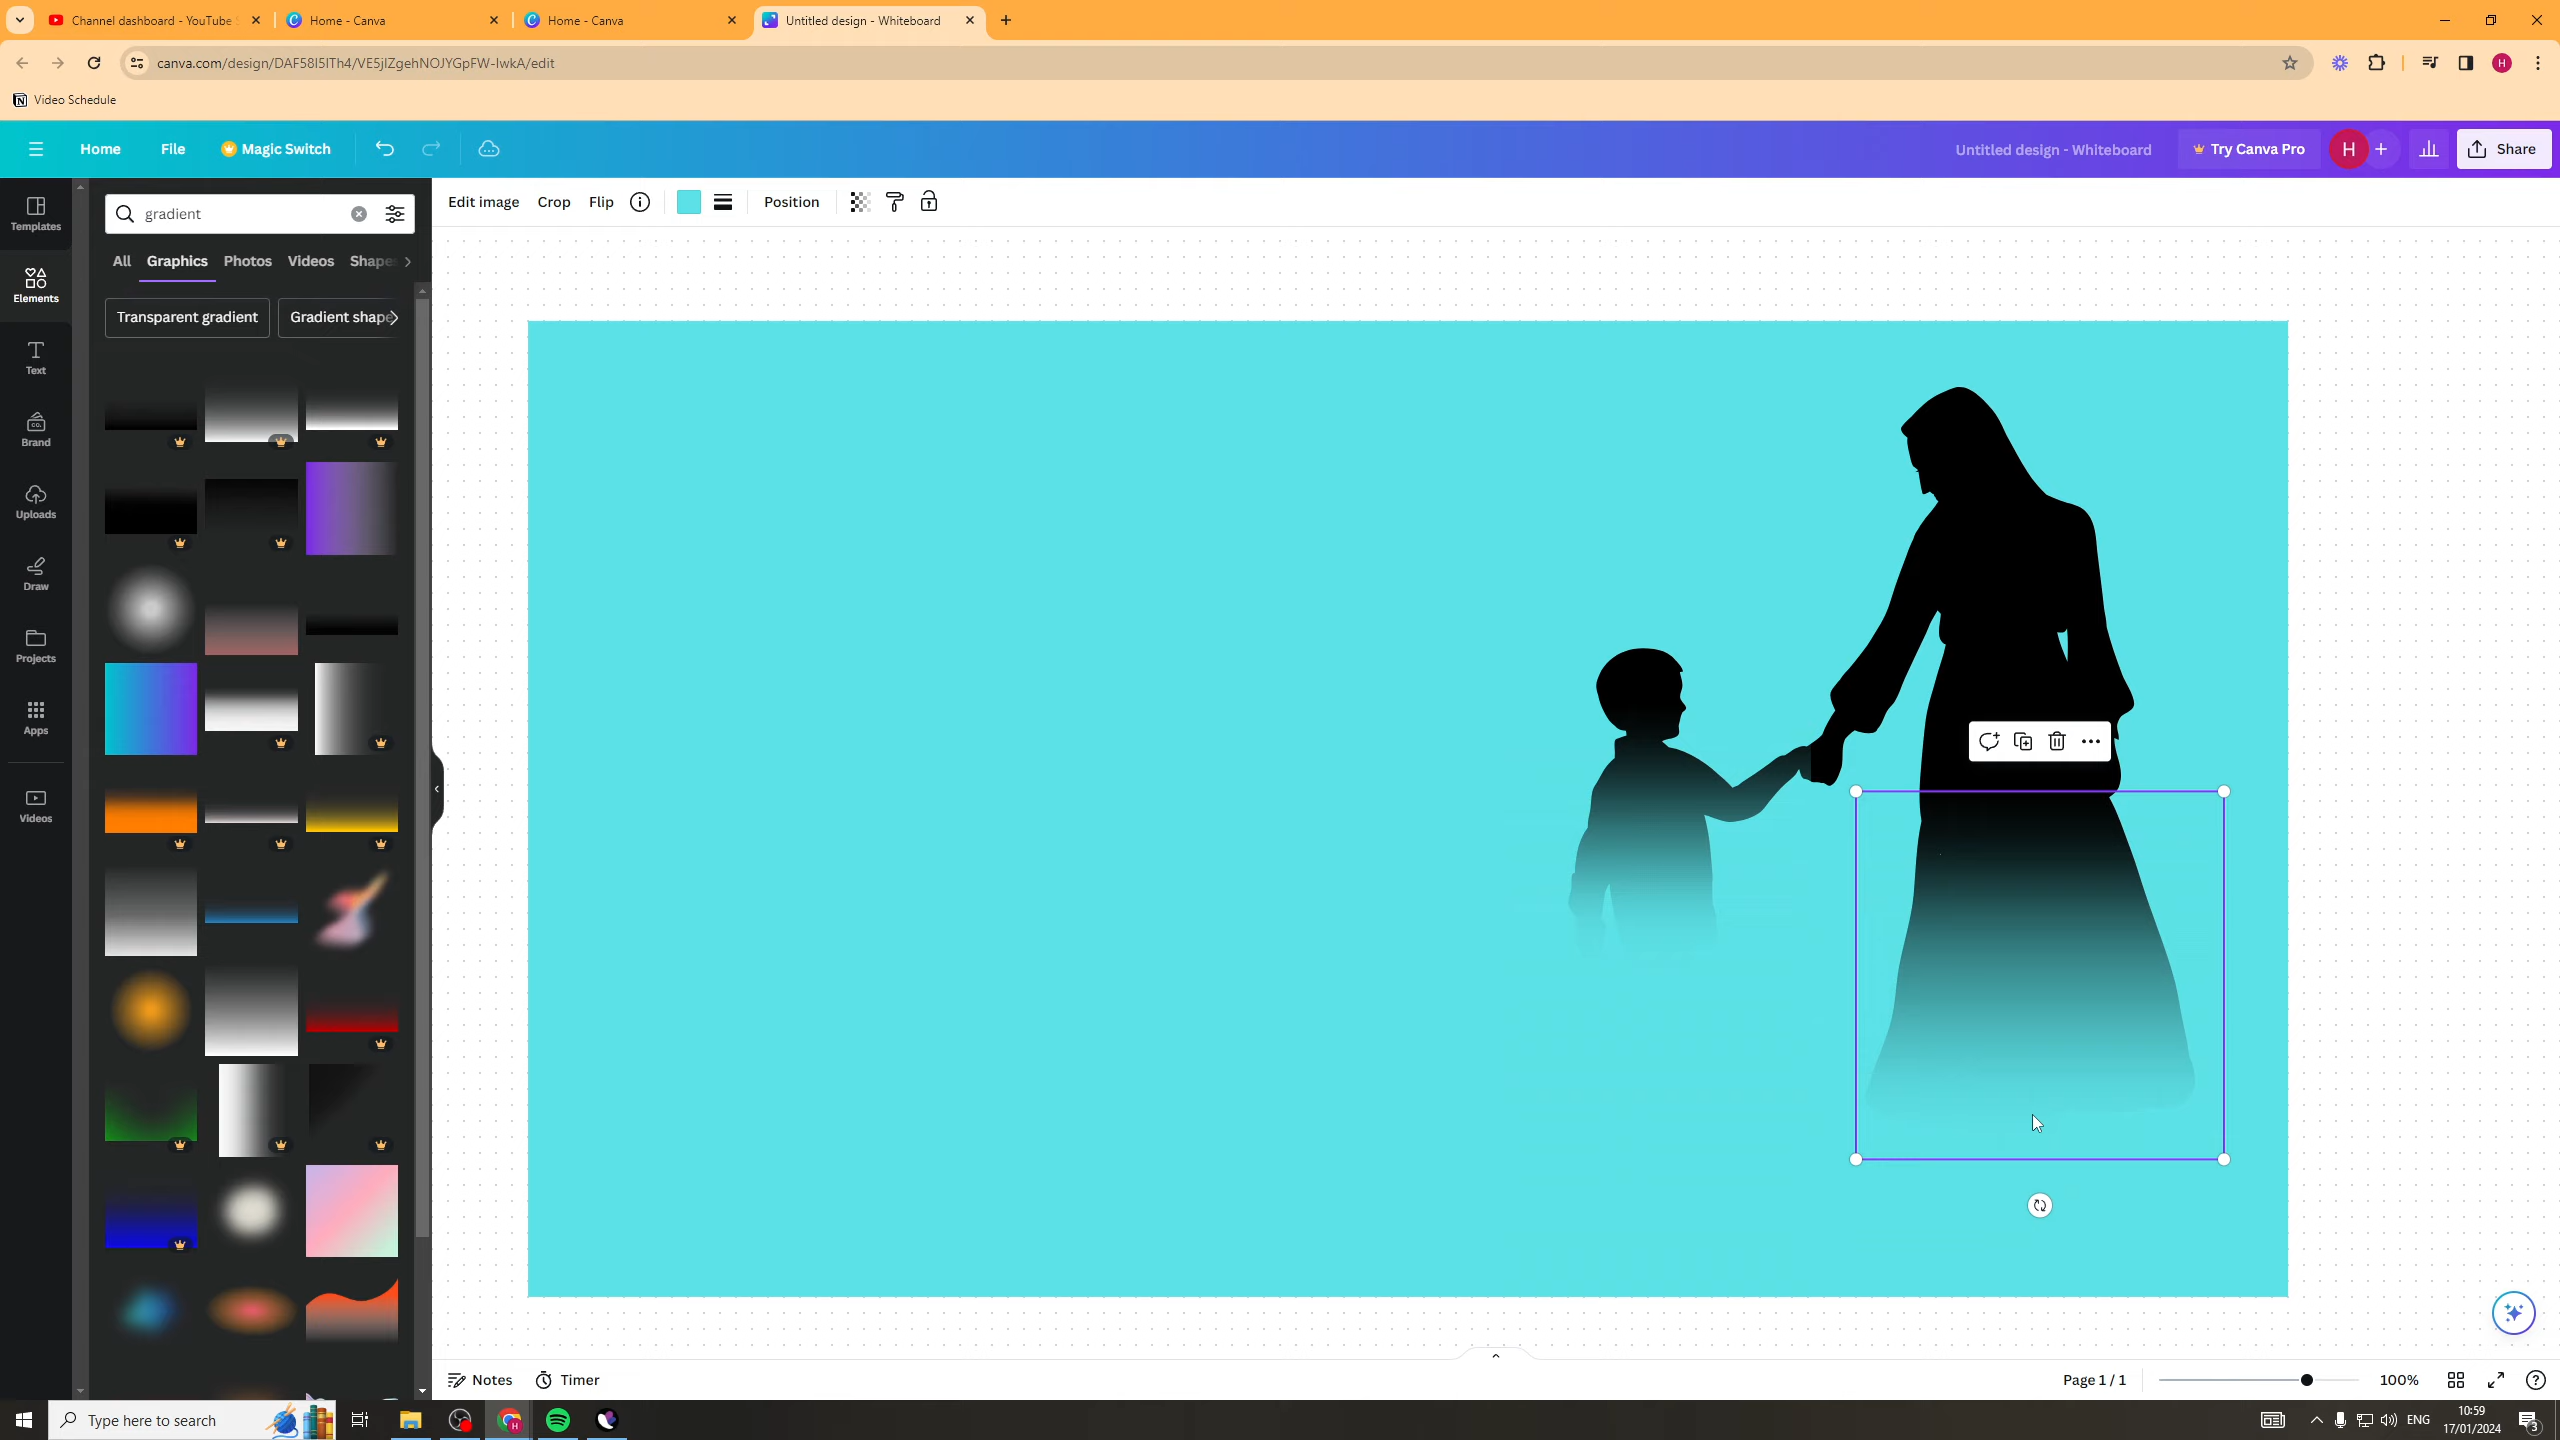 Channel dashboard - YouTube
Home - Canva
Home - Canva
Untitled design - Whiteboard
canva.com/design/DAF58I5ITh4/VE5jlZgehNOJYGpFW-IwkA/edit
H
Video Schedule
Home
File
Magic Switch
Untitled design - Whiteboard
Try Canva Pro
H
Share
Templates
Elements
Text
Brand
Uploads
Draw
Projects
Apps
Videos
gradient
All
Graphics
Photos
Videos
Shapes
Transparent gradient
Gradient shape
Edit image
Crop
Flip
Position
Notes
Timer
Page 1 / 1
100%
Type here to search
ENG
10:59
17/01/2024
3